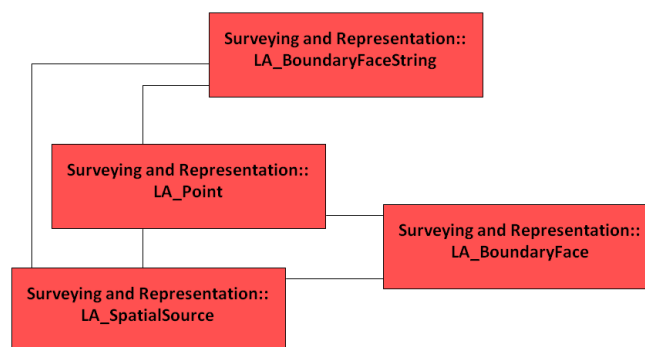 Surveying and Representation::
LA_BoundaryFaceString
Surveying and Representation::
LA_Point
Surveying and Representation::
LA_BoundaryFace
Surveying and Representation::
LA_SpatialSource